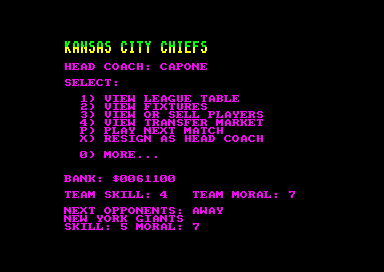 KANSAS CITY CHIEFS
HEAD COACH: CAPONE
SELECT:
1) VIEW LEAGUE TABLE
2) VIEW FIXTURES
3) VIEW OR SELL PLAYERS
4) VIEW TRANSFER MARKET
P) PLAY NEXT MATCH
X) RESIGN AS HEAD COACH
0) MORE...
BANK: $0061100
TEAM SKILL: 4 TEAM MORAL: 7
NEXT OPPONENTS: AWAY
NEW YORK GIANTS
SKILL: 5 MORAL: 7